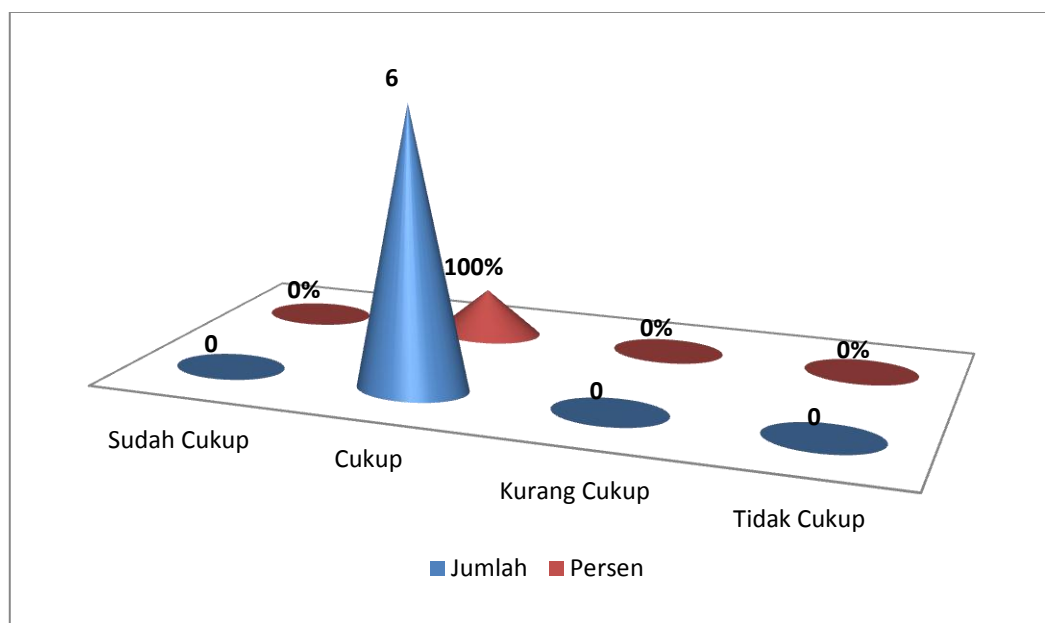 6
100%
0%
0%
0%
0
0
0
Sudah Cukup
Cukup
Kurang Cukup
Tidak Cukup
Jumlah
Persen